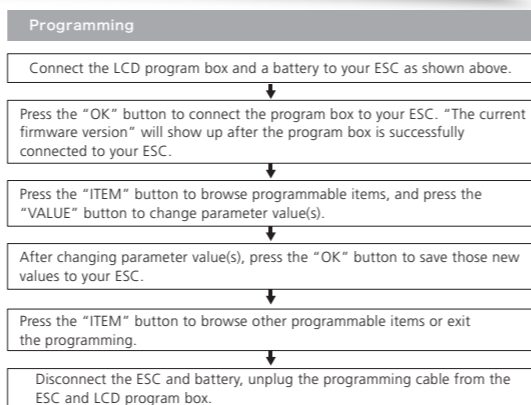 Programming
Connect the LCD program box and a battery to your ESC as shown above.
Press the “OK” button to connect the program box to your ESC. “The current
firmware version” will show up after the program box is successfully
connected to your ESC.
Press the “ITEM” button to browse programmable items, and press the
“VALUE” button to change parameter value(s).
After changing parameter value(s), press the “OK” button to save those new
values to your ESC.
Press the “ITEM” button to browse other programmable items or exit
the programming.
Disconnect the ESC and battery, unplug the programming cable from the
ESC and LCD program box.